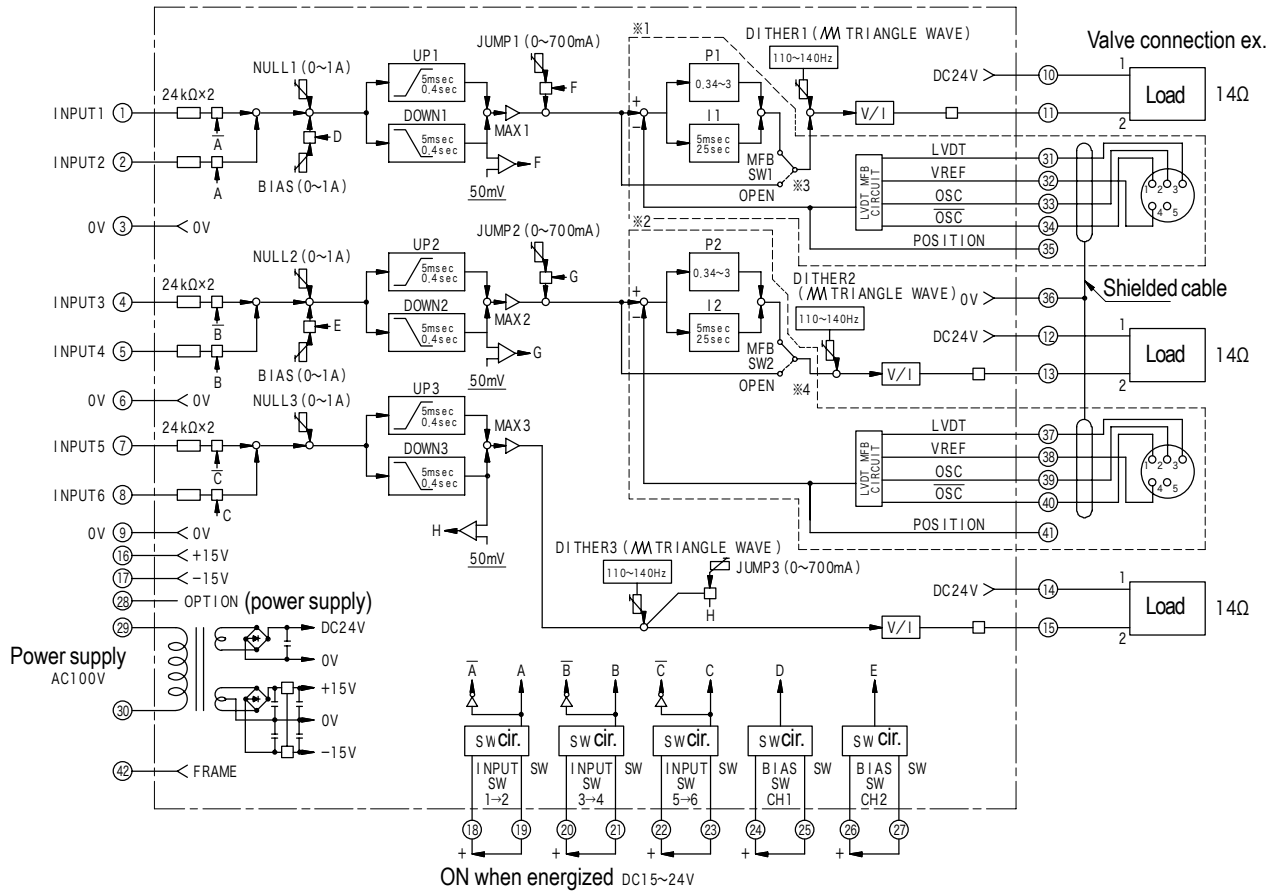 ※1
DITHER1 (TRIANGLE WAVE)
110~140Hz
Valve connection ex.
JUMP1 (0~700mA)
F
NULL1 (0~1A)
UP1
5msec
0.4sec
P1
0.34~3
DC24V
10
1
Load
14Ω
2
24kΩ×2
INPUT1
1
A
DOWN1
5msec
0.4sec
MAX1
+
−
I1
5msec
25sec
V/I
11
D
INPUT2
2
A
BIAS (0~1A)
F
50mV
MFB
SW1
OPEN
※3
LVDT MFB
CIRCUIT
LVDT
31
VREF
32
OSC
33
OSC
34
POSITION
35
1 2 3
4 5
0V
3
0V
※2
JUMP2 (0~700mA)
G
NULL2 (0~1A)
UP2
5msec
0.4sec
P2
0.34~3
DITHER2
(TRIANGLE WAVE)
110~140Hz
0V
36
Shielded cable
24kΩ×2
INPUT3
4
B
DOWN2
5msec
0.4sec
MAX2
+
−
I2
5msec
25sec
DC24V
12
1
Load
14Ω
2
E
INPUT4
5
B
BIAS (0~1A)
G
50mV
MFB
SW2
OPEN
※4
V/I
13
0V
6
0V
NULL3 (0~1A)
UP3
5msec
0.4sec
24kΩ×2
INPUT5
7
C
DOWN3
5msec
0.4sec
MAX3
LVDT MFB
CIRCUIT
LVDT
37
VREF
38
OSC
39
OSC
40
POSITION
41
1 2 3
4 5
INPUT6
8
C
H
50mV
0V
9
0V
16
+15V
17
−15V
28
OPTION (power supply)
DITHER3 (TRIANGLE WAVE)
110~140Hz
JUMP3 (0~700mA)
H
DC24V
14
1
Load
14Ω
2
V/I
15
29
DC24V
0V
Power supply
AC100V
+15V
0V
−15V
30
42
FRAME
A A B B C C D E
SW cir. SW cir. SW cir. SW cir. SW cir.
INPUT SW INPUT SW INPUT SW BIAS SW BIAS SW
SW SW SW SW SW
1→2 3→4 5→6 CH1 CH2
18 19 20 21 22 23 24 25 26 27
+ + + + +
ON when energized DC15~24V